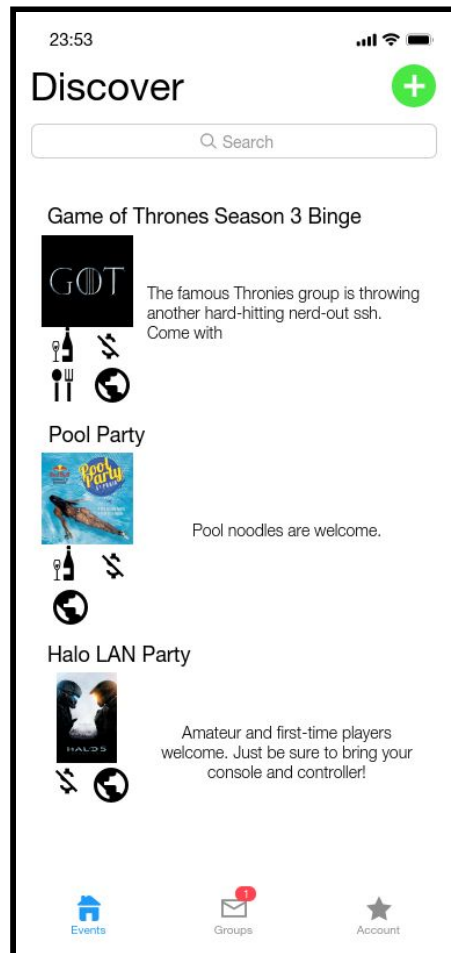 23:53
Discover
Search
Game of Thrones Season 3 Binge
GOT
The famous Thronies group is throwing
another hard-hitting nerd-out ssh.
Come with
Pool Party
Pool
Party
Pool noodles are welcome.
Halo LAN Party
HALO 5
Amateur and first-time players
welcome. Just be sure to bring your
console and controller!
1
Events
Groups
Account